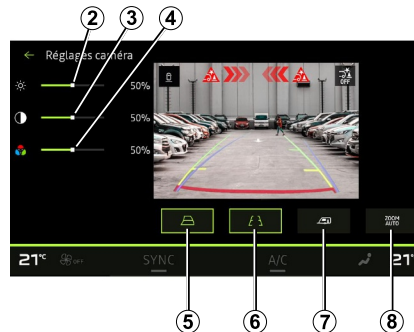 2 3 4
← Réglages caméra
50%
OFF
50%
50%
ZOOM AUTO
21°C OFF SYNC A/C 21°
5 6 7 8